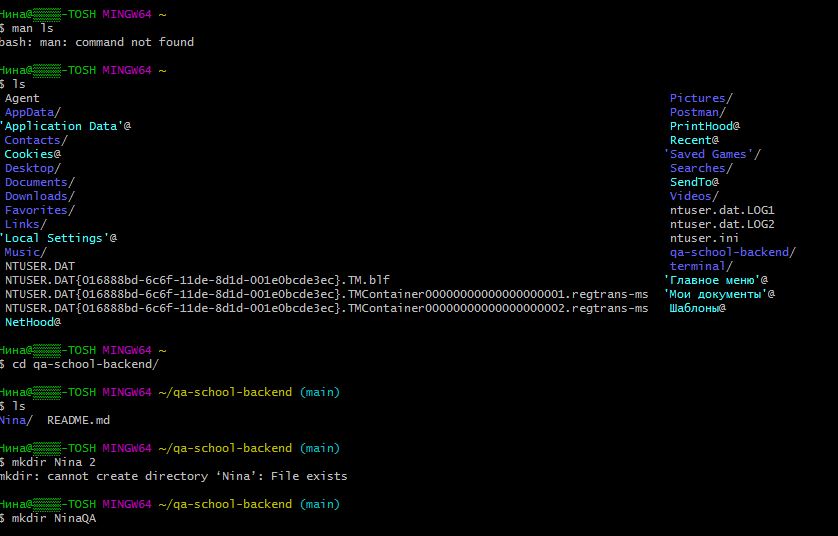 Нина@▒▒▒▒-TOSH MINGW64 ~
$ man ls
bash: man: command not found
Нина@▒▒▒▒-TOSH MINGW64 ~
$ ls
Agent Pictures/
AppData/ Postman/
'Application Data'@ PrintHood@
Contacts/ Recent@
Cookies@ 'Saved Games'/
Desktop/ Searches/
Documents/ SendTo@
Downloads/ Videos/
Favorites/ ntuser.dat.LOG1
Links/ ntuser.dat.LOG2
'Local Settings'@ ntuser.ini
Music/ qa-school-backend/
NTUSER.DAT terminal/
NTUSER.DAT{016888bd-6c6f-11de-8d1d-001e0bcde3ec}.TM.blf 'Главное меню'@
NTUSER.DAT{016888bd-6c6f-11de-8d1d-001e0bcde3ec}.TMContainer00000000000000000001.regtrans-ms 'Мои документы'@
NTUSER.DAT{016888bd-6c6f-11de-8d1d-001e0bcde3ec}.TMContainer00000000000000000002.regtrans-ms Шаблоны@
NetHood@
Нина@▒▒▒▒-TOSH MINGW64 ~
$ cd qa-school-backend/
Нина@▒▒▒▒-TOSH MINGW64 ~/qa-school-backend (main)
$ ls
Nina/ README.md
Нина@▒▒▒▒-TOSH MINGW64 ~/qa-school-backend (main)
$ mkdir Nina 2
mkdir: cannot create directory ‘Nina’: File exists
Нина@▒▒▒▒-TOSH MINGW64 ~/qa-school-backend (main)
$ mkdir NinaQA